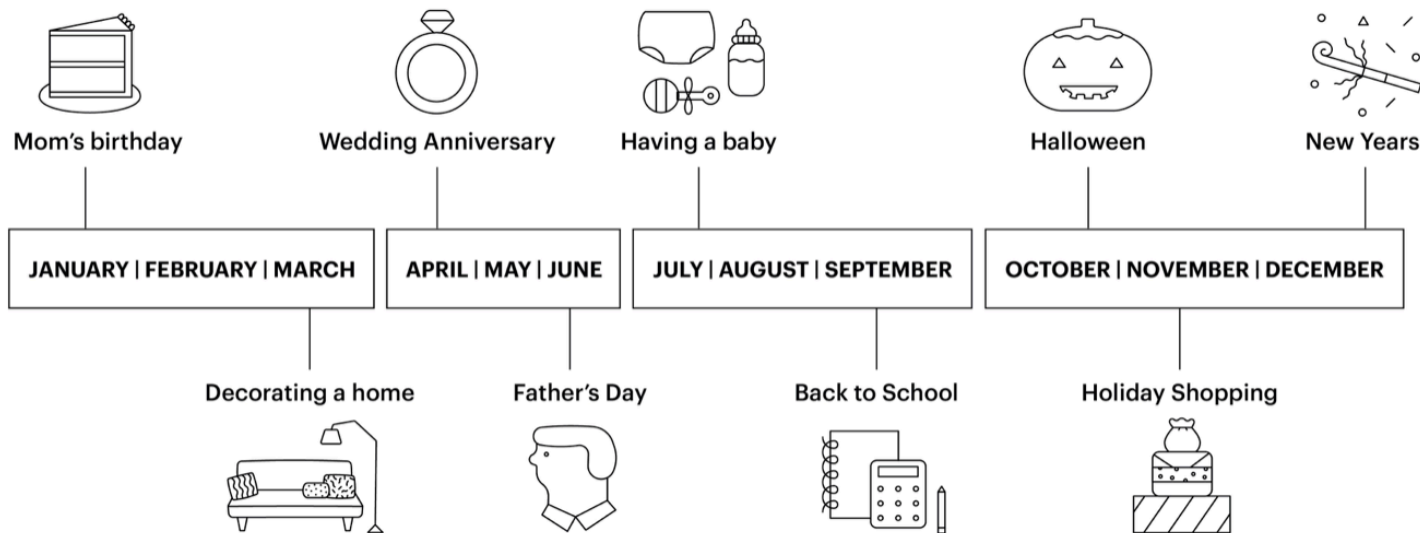 Mom’s birthday
Wedding Anniversary
Having a baby
Halloween
New Years
JANUARY | FEBRUARY | MARCH
APRIL | MAY | JUNE
JULY | AUGUST | SEPTEMBER
OCTOBER | NOVEMBER | DECEMBER
Decorating a home
Father’s Day
Back to School
Holiday Shopping